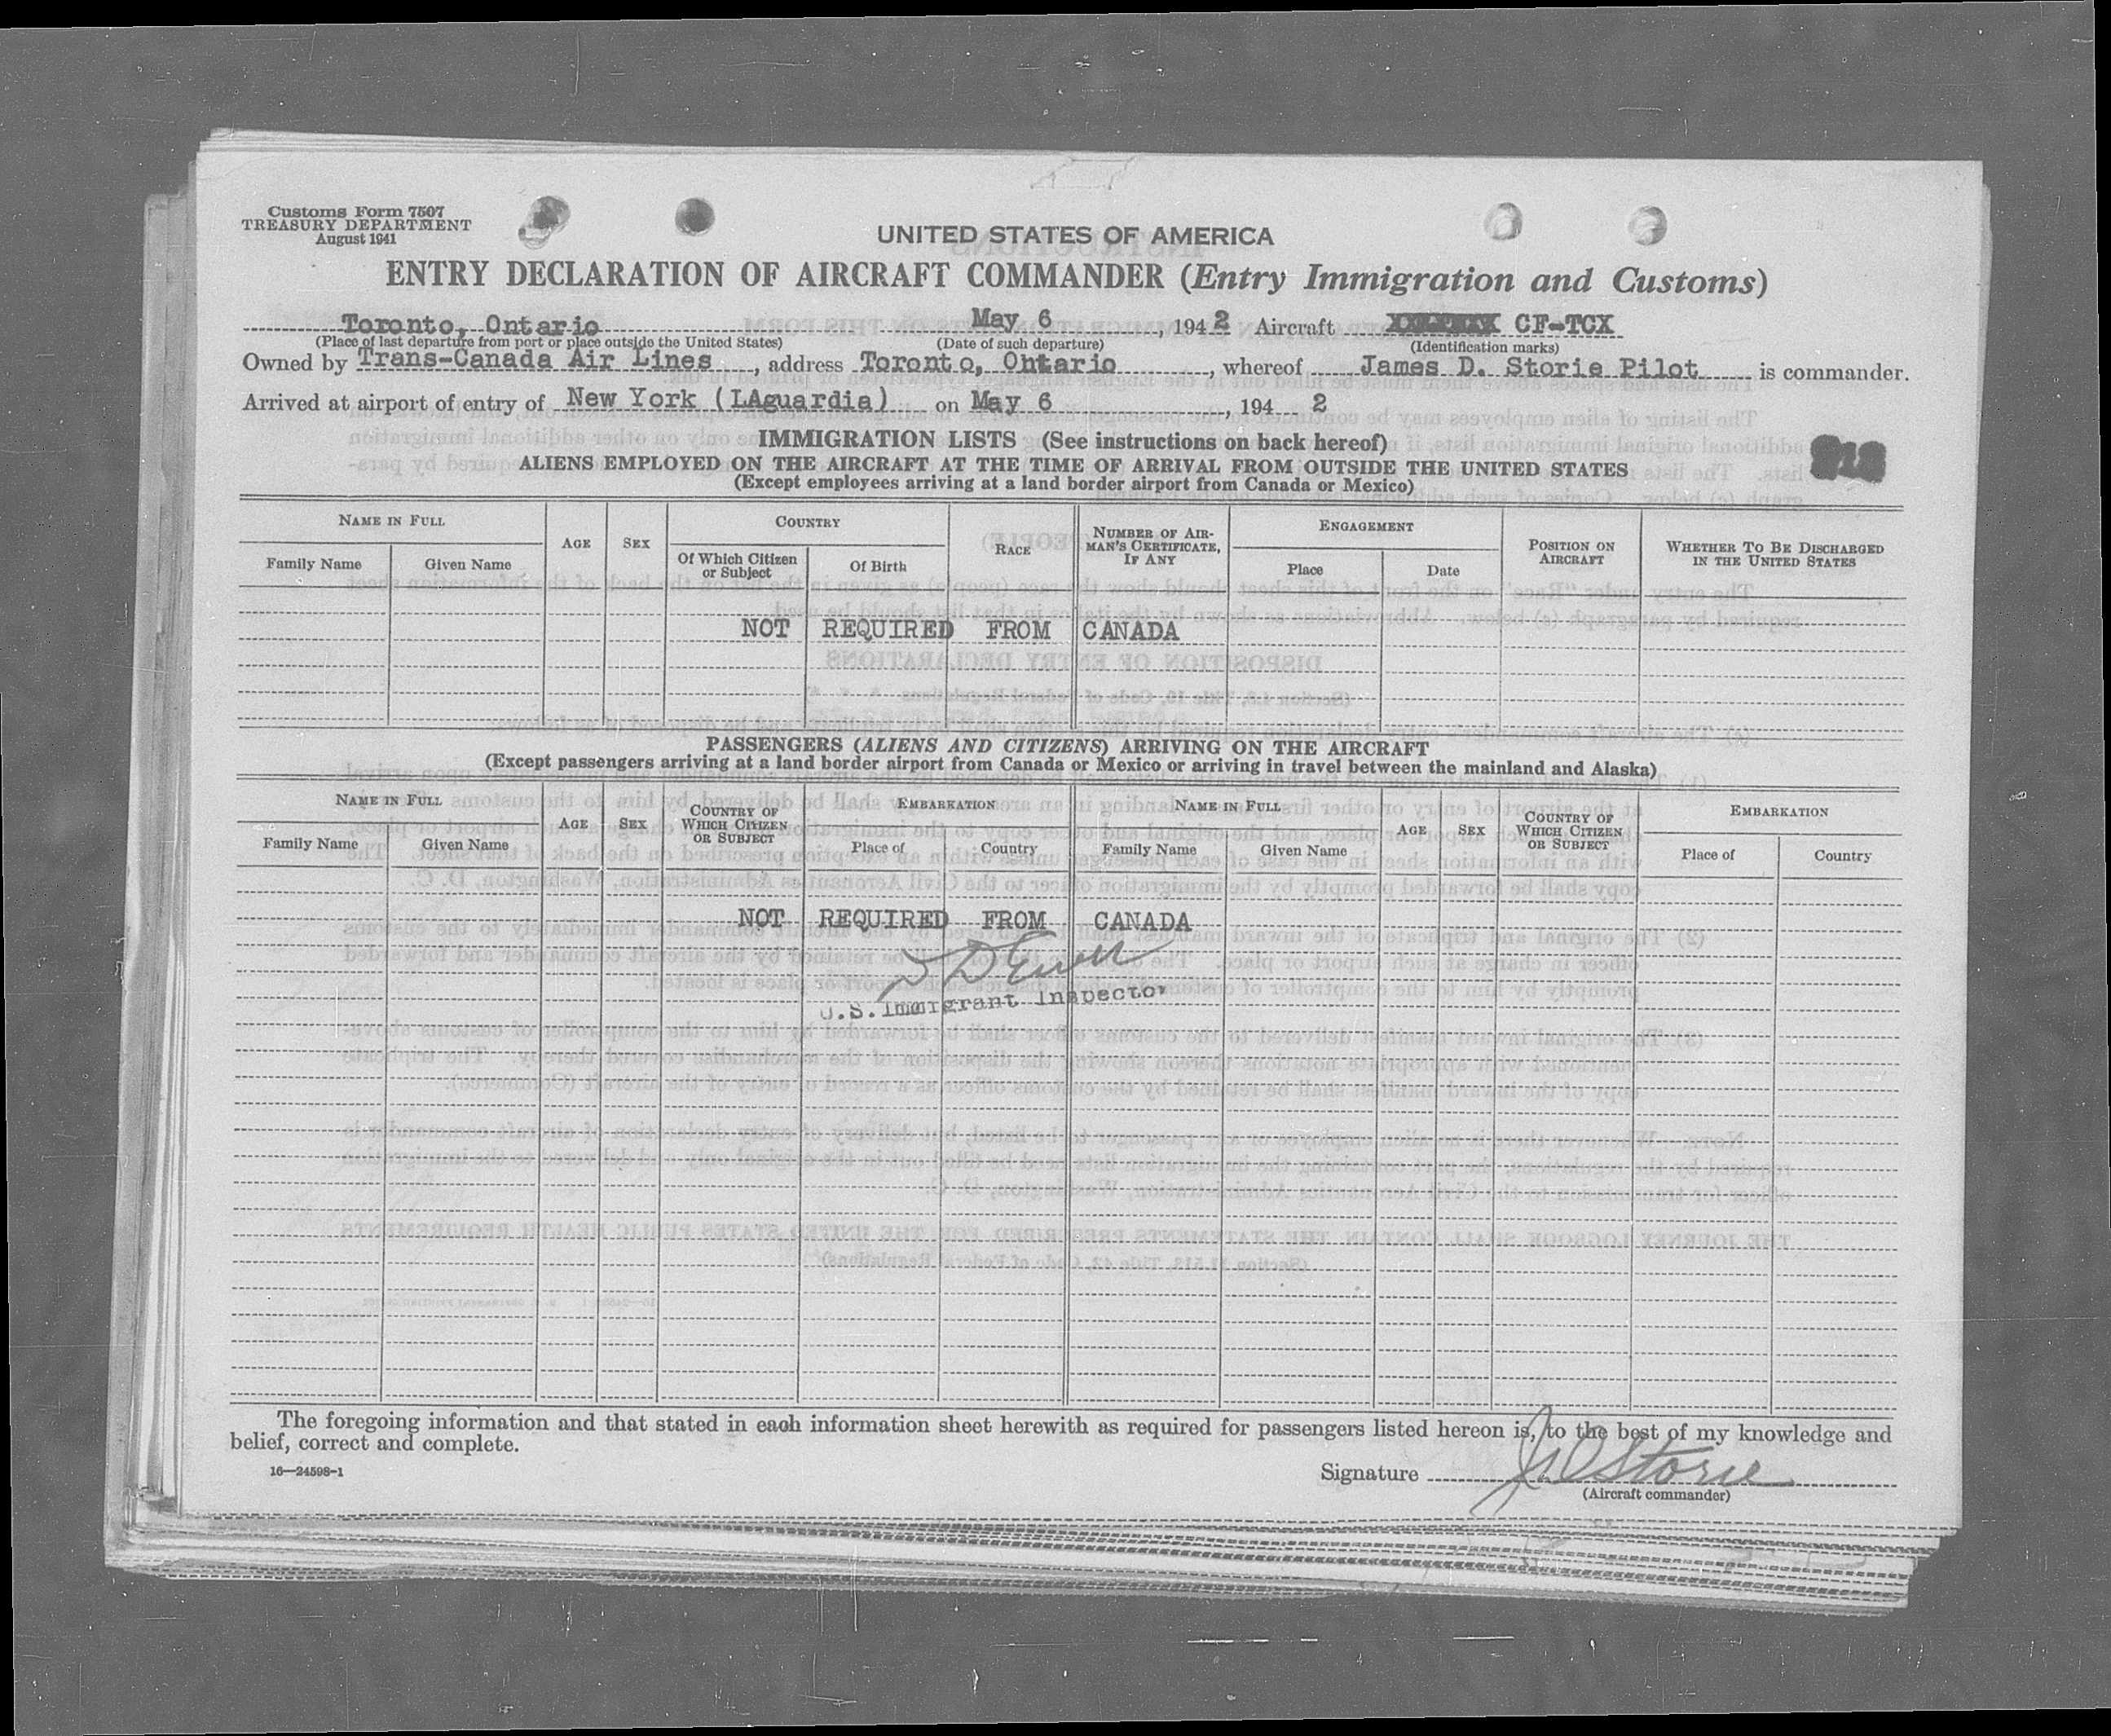 Customs Form 7507
TREASURY DEPARTMENT
August 1941
UNITED STATES OF AMERICA
ENTRY DECLARATION OF AIRCRAFT COMMANDER (Entry Immigration and Customs)
Toronto, Ontario May 6, 1942 Aircraft CF-TCX
(Place of last departure from port or place outside the United States) (Date of such departure) (Identification marks)
Owned by Trans-Canada Air Lines, address Toronto, Ontario, whereof James D. Storie Pilot is commander.
Arrived at airport of entry of New York (LAguardia) on May 6, 194 2
IMMIGRATION LISTS (See instructions on back hereof)
ALIENS EMPLOYED ON THE AIRCRAFT AT THE TIME OF ARRIVAL FROM OUTSIDE THE UNITED STATES
(Except employees arriving at a land border airport from Canada or Mexico)
NAME IN FULL AGE SEX COUNTRY RACE NUMBER OF AIRMAN'S CERTIFICATE, IF ANY ENGAGEMENT POSITION ON AIRCRAFT WHETHER TO BE DISCHARGED IN THE UNITED STATES
Family Name Given Name Of Which Citizen or Subject Of Birth Place Date
NOT REQUIRED FROM CANADA
PASSENGERS (ALIENS AND CITIZENS) ARRIVING ON THE AIRCRAFT
(Except passengers arriving at a land border airport from Canada or Mexico or arriving in travel between the mainland and Alaska)
NAME IN FULL AGE SEX COUNTRY OF WHICH CITIZEN OR SUBJECT EMBARKATION NAME IN FULL AGE SEX COUNTRY OF WHICH CITIZEN OR SUBJECT EMBARKATION
Family Name Given Name Place of Country Family Name Given Name Place of Country
NOT REQUIRED FROM CANADA
U.S. Immigrant Inspector
The foregoing information and that stated in each information sheet herewith as required for passengers listed hereon is, to the best of my knowledge and
belief, correct and complete.
16—24598-1
Signature J D Storie
(Aircraft commander)